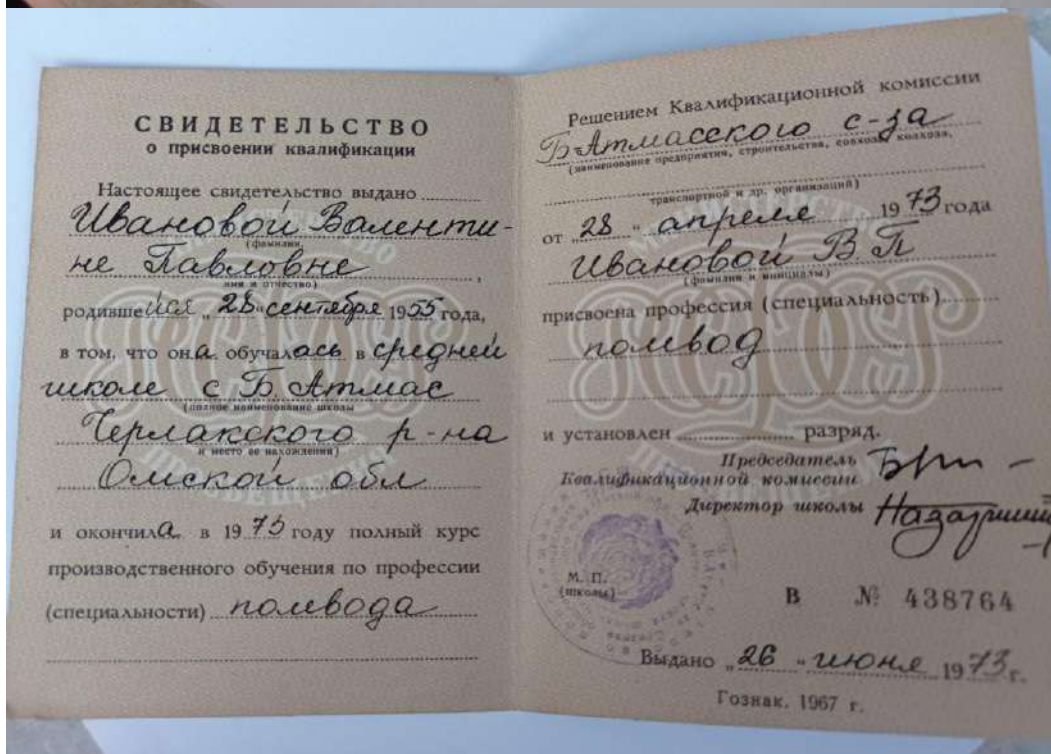 СВИДЕТЕЛЬСТВО
о присвоении квалификации
Настоящее свидетельство выдано
Ивановой Валенти-
(фамилия,
не Павловне,
имя и отчество)
родившейся „28" сентября 1955 года,
в том, что она обучалась в средней
школе с Б. Атмас
(полное наименование школы
Черлакского р-на
и место ее нахождения)
Омской обл
и окончила в 1973 году полный курс
производственного обучения по профессии
(специальности) полевода
Решением Квалификационной комиссии
Б-Атмасского с-за
(наименование предприятия, строительства, совхоза, колхоза,
транспортной и др. организаций)
от „28" апреля 1973 года
Ивановой В П
(фамилия и инициалы)
присвоена профессия (специальность)
полевод
и установлен разряд.
Председатель
Квалификационной комиссии
Директор школы
М. П.
(школы)
В № 438764
Выдано „26" июня 1973 г.
Гознак. 1967 г.